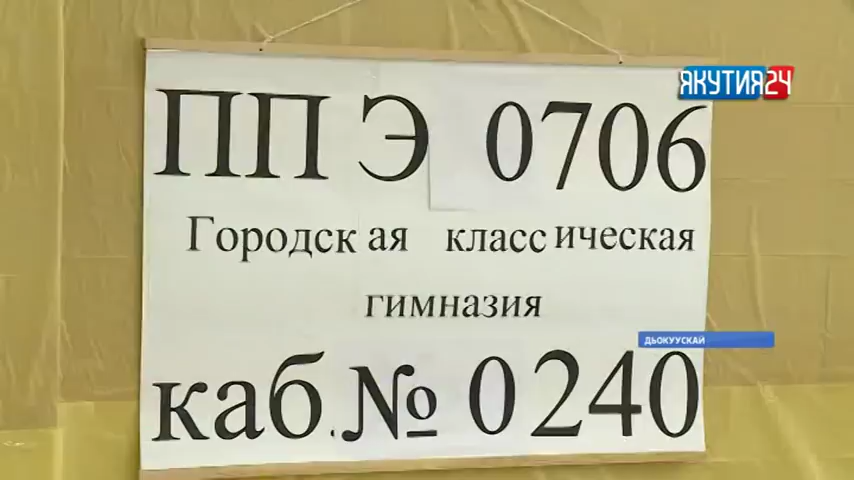 ЯКУТИЯ24
ППЭ 0706
Городская классическая
гимназия
ДЬОКУУСКАЙ
каб.№ 0240